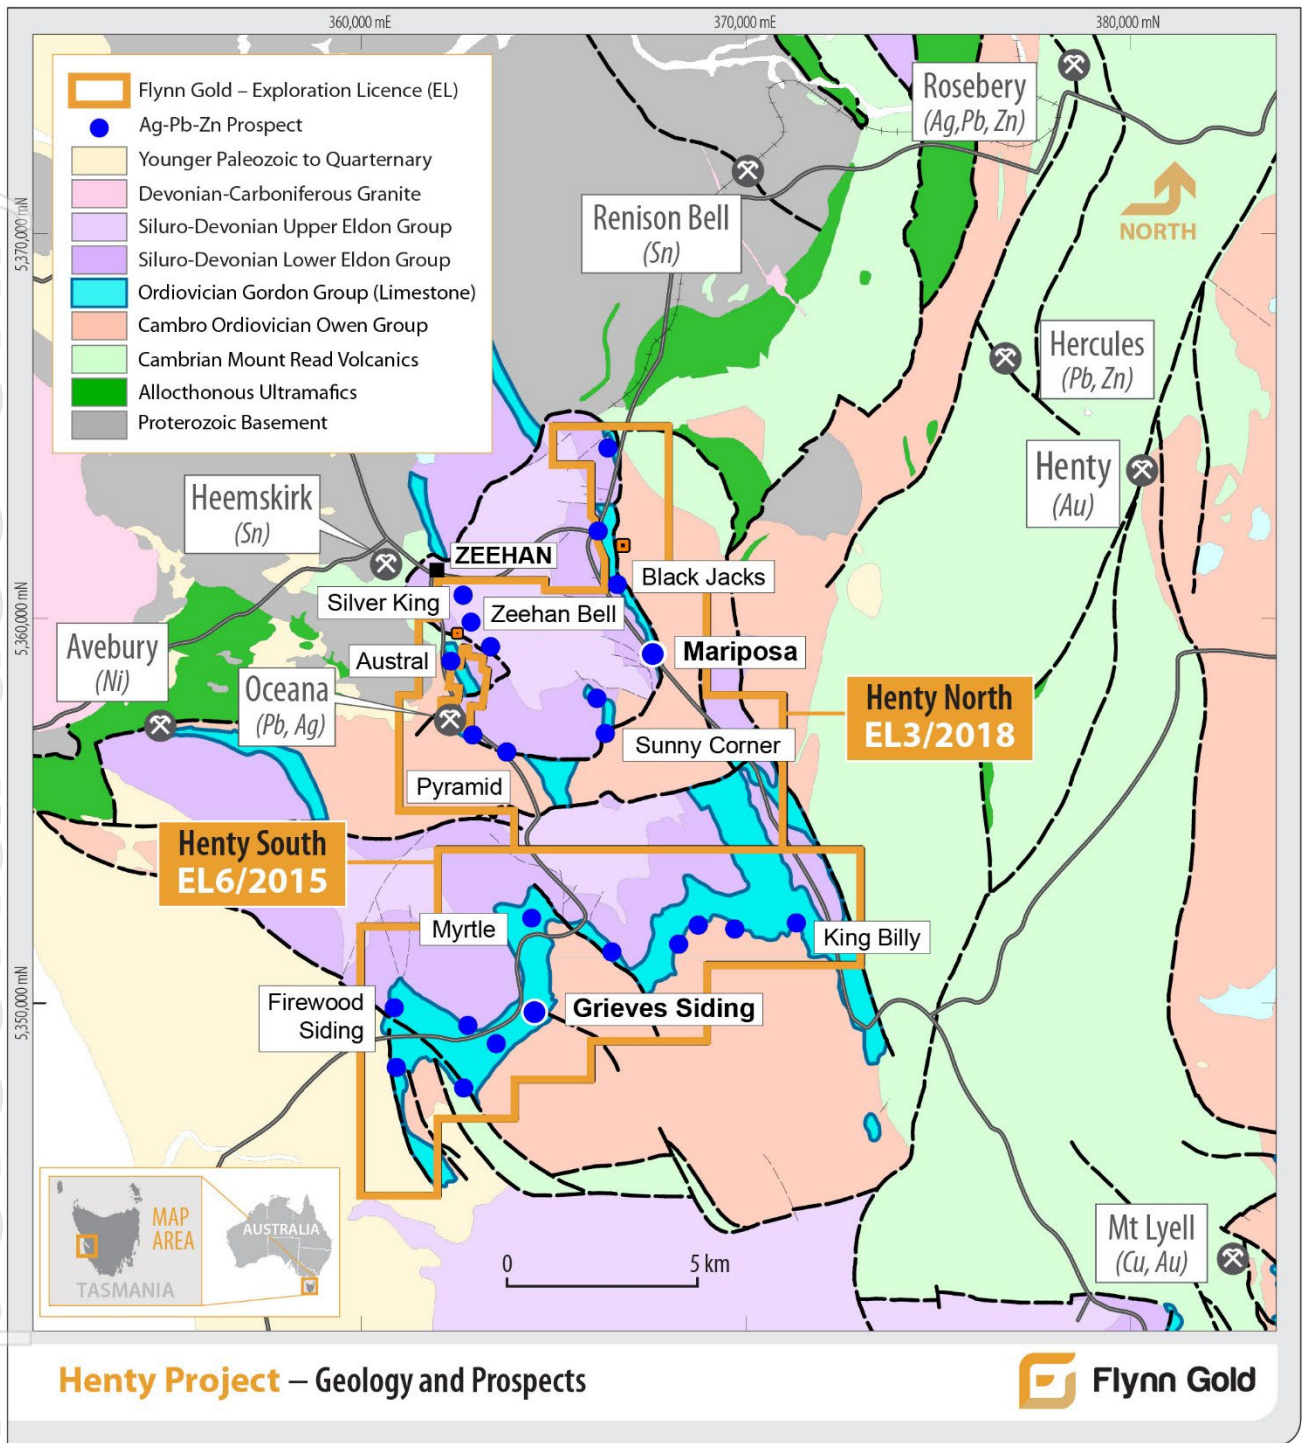 360,000 mE
370,000 mE
380,000 mN
5,370,000 mN
5,360,000 mN
5,350,000 mN
Flynn Gold – Exploration Licence (EL)
Ag-Pb-Zn Prospect
Younger Paleozoic to Quarternary
Devonian-Carboniferous Granite
Siluro-Devonian Upper Eldon Group
Siluro-Devonian Lower Eldon Group
Ordiovician Gordon Group (Limestone)
Cambro Ordiovician Owen Group
Cambrian Mount Read Volcanics
Allocthonous Ultramafics
Proterozoic Basement
Rosebery
(Ag,Pb, Zn)
Renison Bell
(Sn)
NORTH
Hercules
(Pb, Zn)
Henty
(Au)
Heemskirk
(Sn)
ZEEHAN
Black Jacks
Silver King
Zeehan Bell
Avebury
(Ni)
Austral
Mariposa
Oceana
(Pb, Ag)
Henty North
EL3/2018
Sunny Corner
Pyramid
Henty South
EL6/2015
Myrtle
King Billy
Firewood
Siding
Grieves Siding
MAP
AREA
TASMANIA
AUSTRALIA
0
5 km
Mt Lyell
(Cu, Au)
Henty Project – Geology and Prospects
Flynn Gold